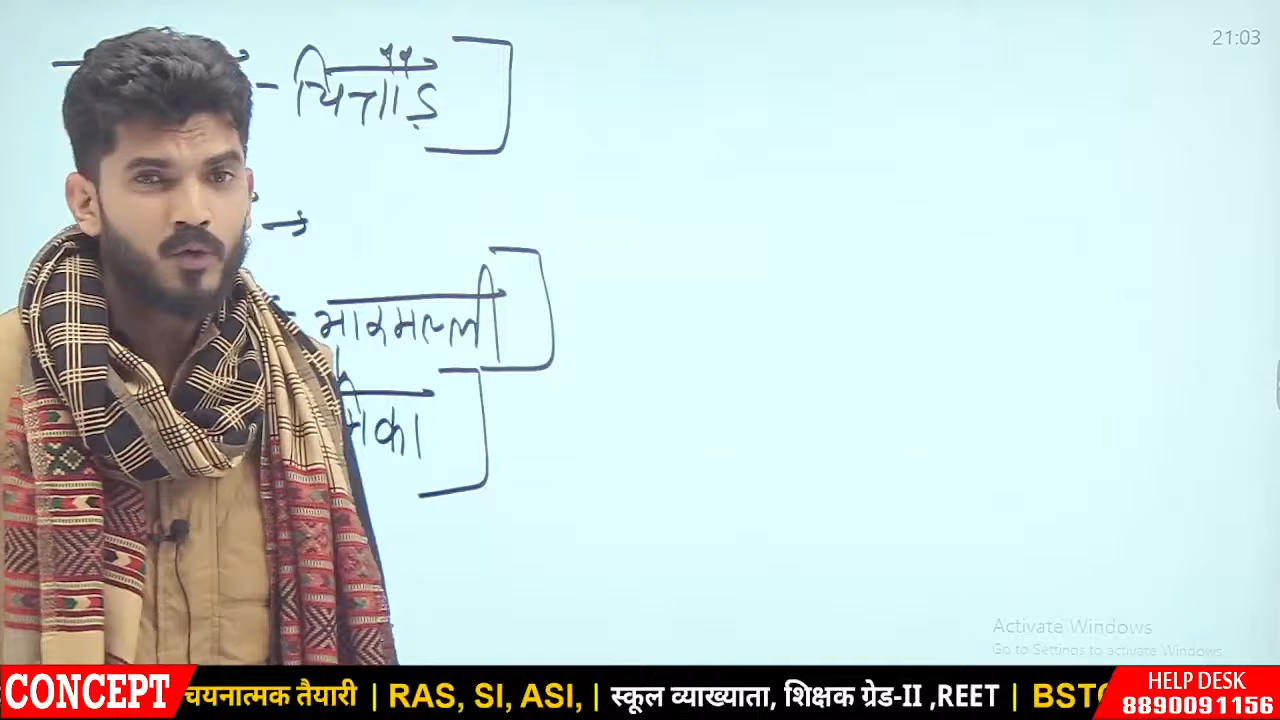 21:03
- चित्तौड़
→
भारमल्ली
का
Activate Windows
Go to Settings to activate Windows.
CONCEPT चयनात्मक तैयारी | RAS, SI, ASI, | स्कूल व्याख्याता, शिक्षक ग्रेड-II ,REET |
HELP DESK
8890091156